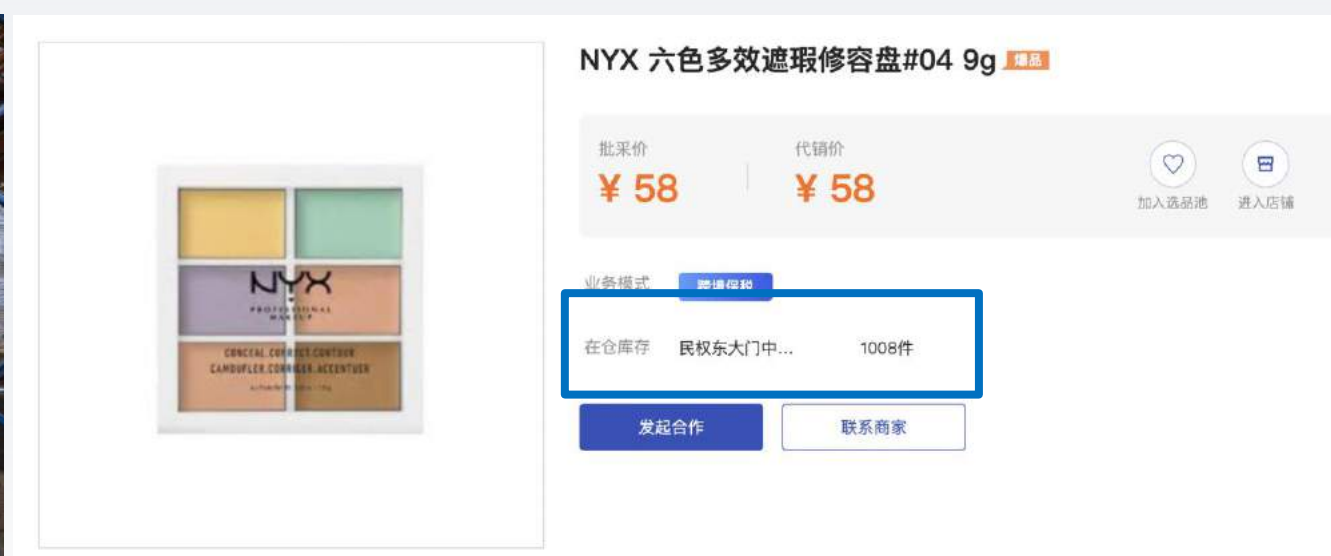 NYX 六色多效遮瑕修容盘#04 9g 爆品
批采价 代销价
¥ 58 ¥ 58
加入选品池 进入店铺
业务模式 跨境保税
在仓库存 民权东大门中... 1008件
发起合作 联系商家
NYX
PROFESSIONAL
MAKEUP
CONCEAL.CORRECT.CONTOUR
CAMOUFLER.CORRIGER.ACCENTUER